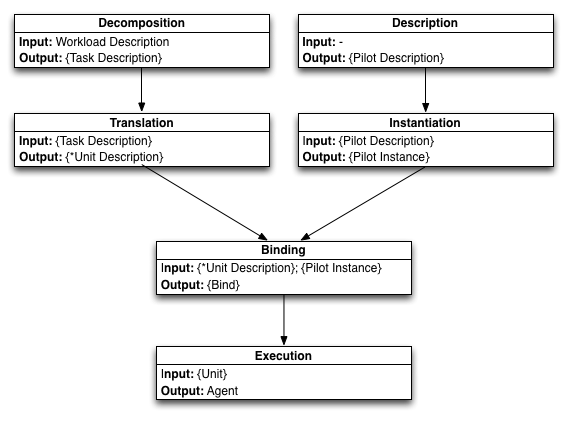 Decomposition
Input: Workload Description
Output: {Task Description}
Description
Input: -
Output: {Pilot Description}
Translation
Input: {Task Description}
Output: {*Unit Description}
Instantiation
Input: {Pilot Description}
Output: {Pilot Instance}
Binding
Input: {*Unit Description}; {Pilot Instance}
Output: {Bind}
Execution
Input: {Unit}
Output: Agent